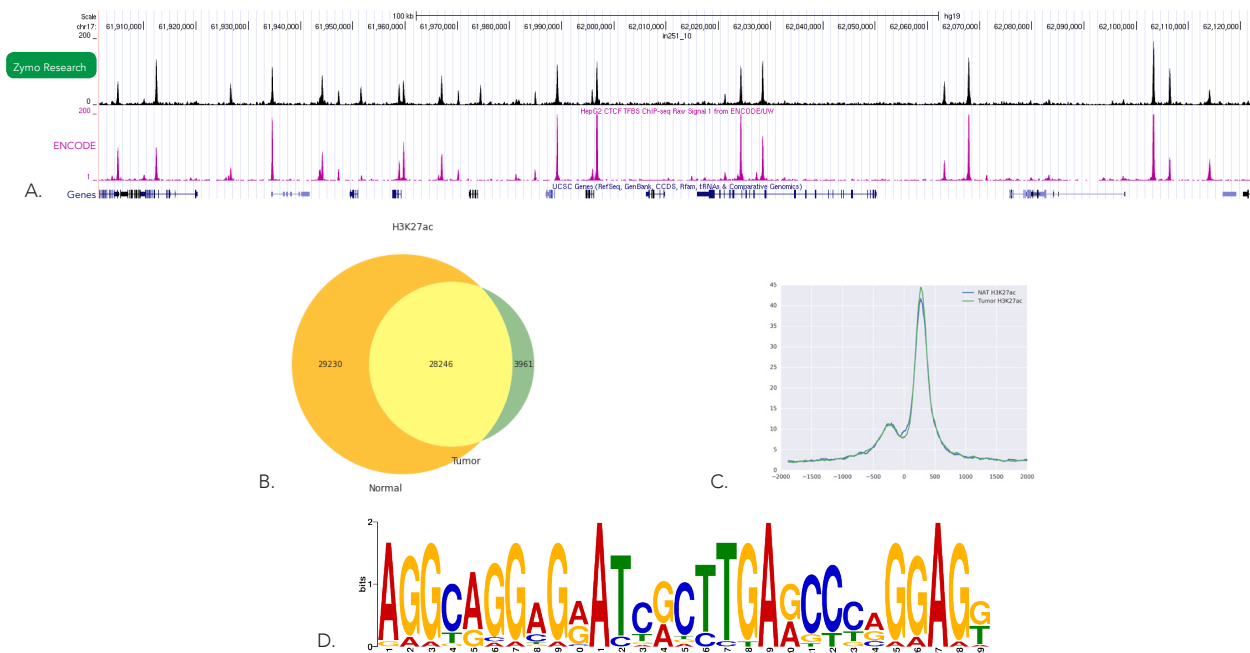 Scale 100 kb hg19
chr17: 61,910,000 61,920,000 61,930,000 61,940,000 61,950,000 61,960,000 61,970,000 61,980,000 61,990,000 62,000,000 62,010,000 62,020,000 62,030,000 62,040,000 62,050,000 62,060,000 62,070,000 62,080,000 62,090,000 62,100,000 62,110,000 62,120,000
200 _ in251_10
Zymo Research
0 _
200 _ HepG2 CTCF TFBS ChIP-seq Raw Signal 1 from ENCODE/UW
ENCODE
1 _
UCSC Genes (RefSeq, GenBank, CCDS, Rfam, tRNAs & Comparative Genomics)
A. Genes
H3K27ac
29230 28246 3961
Tumor
Normal
B.
45
NAT H3K27ac
Tumor H3K27ac
40
35
30
25
20
15
10
5
0
−2000 −1500 −1000 −500 0 500 1000 1500 2000
C.
2
bits
1
0
AGGCAGGAGAATCGCTTGAGCCCAGGAGG
D.